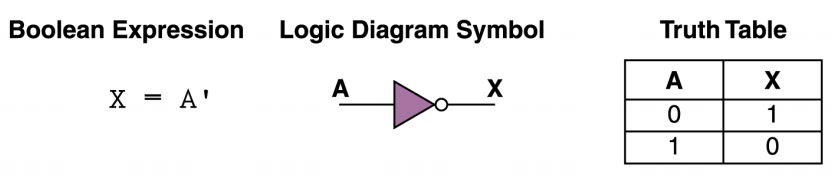 Boolean Expression Logic Diagram Symbol Truth Table
X = A'
A X
A X
0 1
1 0